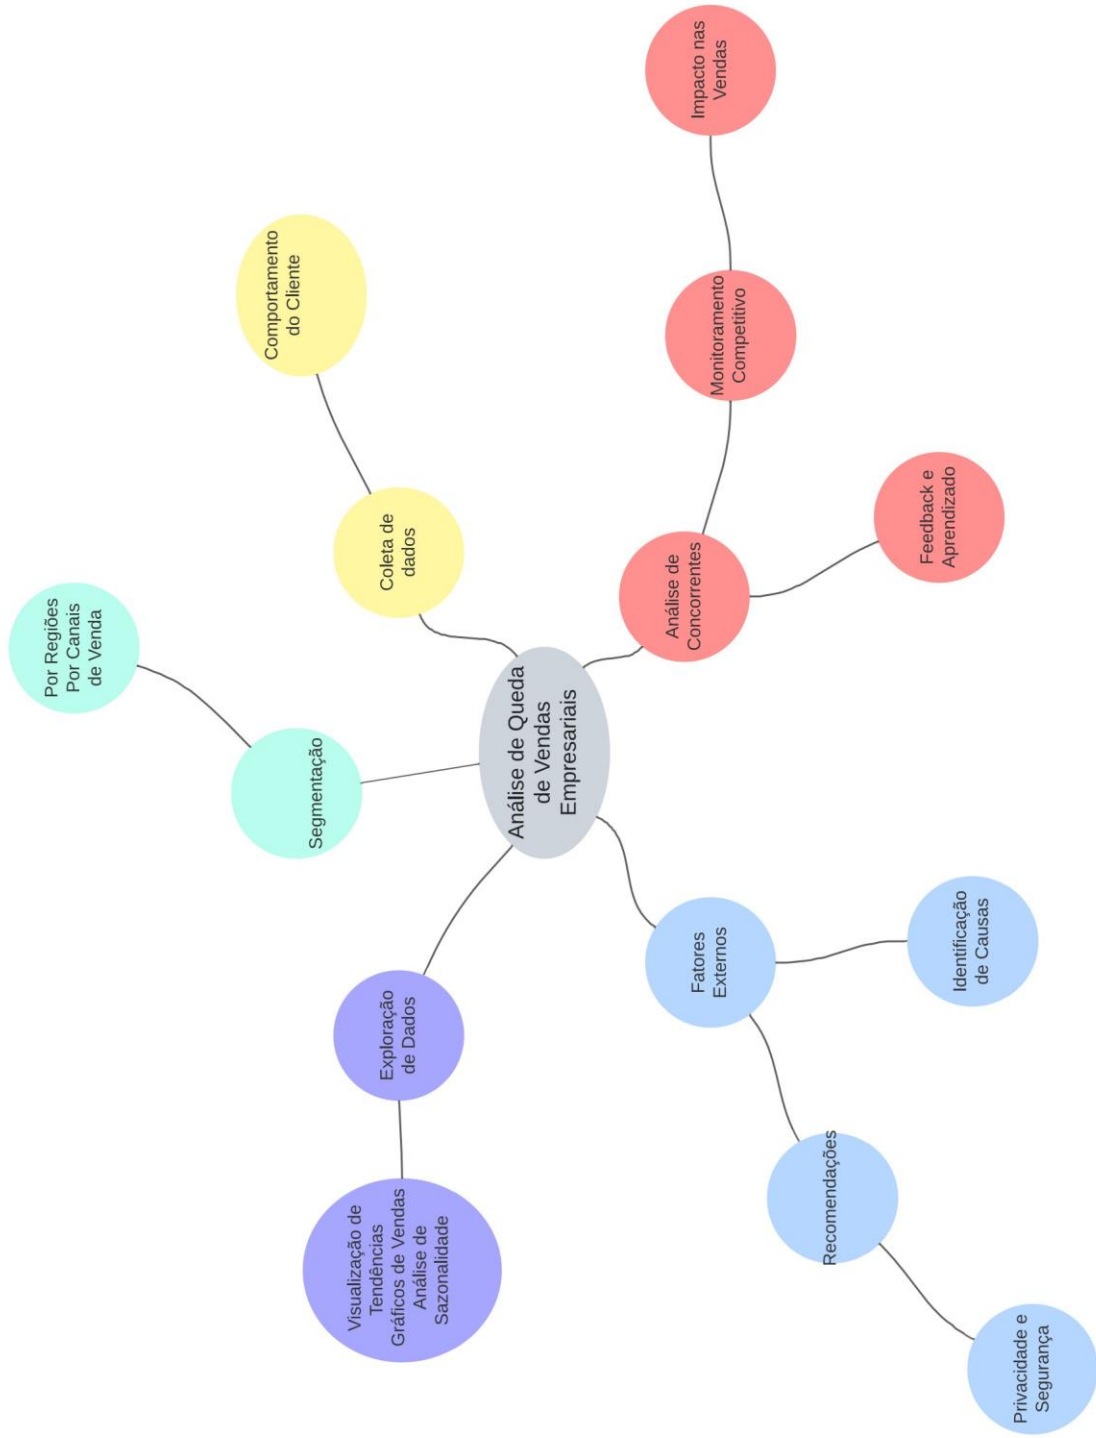 Visualização de
Tendências
Gráficos de Vendas
Análise de
Sazonalidade
Exploração
de Dados
Segmentação
Por Regiões
Por Canais
de Venda
Coleta de
dados
Comportamento
do Cliente
Análise de Queda
de Vendas
Empresariais
Análise de
Concorrentes
Monitoramento
Competitivo
Impacto nas
Vendas
Feedback e
Aprendizado
Fatores
Externos
Identificação
de Causas
Recomendações
Privacidade e
Segurança